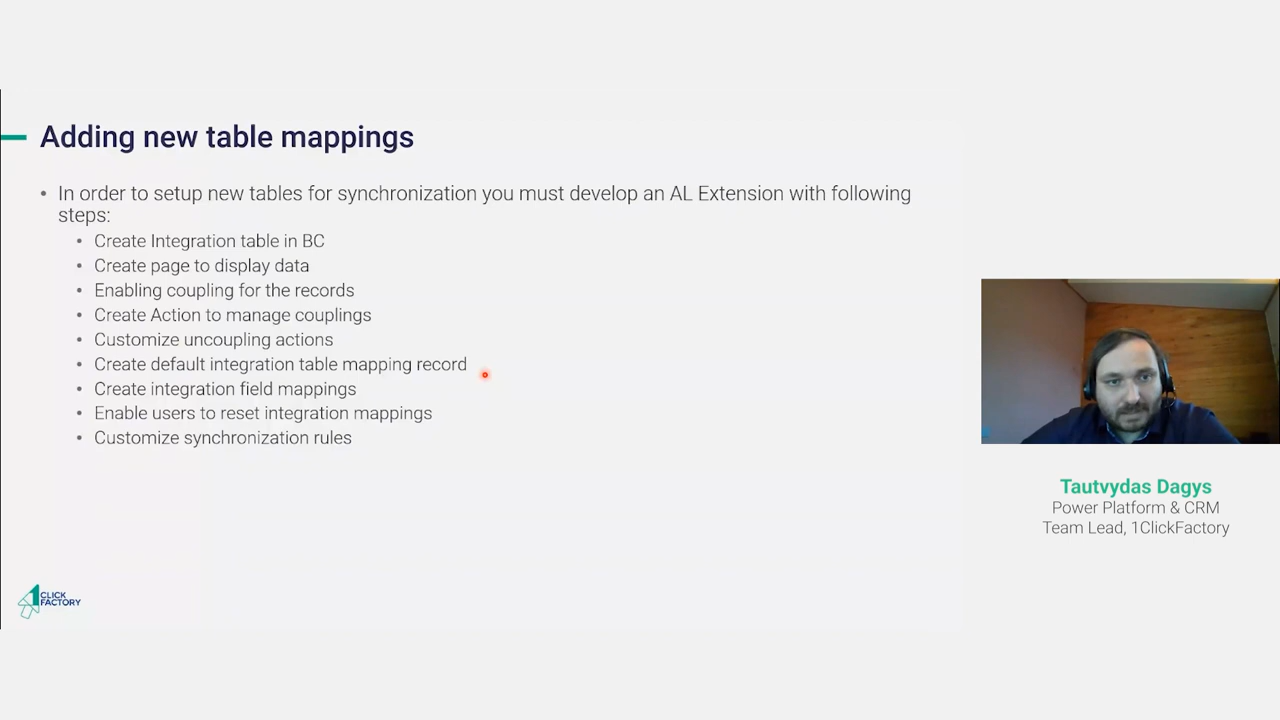 Adding new table mappings
• In order to setup new tables for synchronization you must develop an AL Extension with following
steps:
• Create Integration table in BC
• Create page to display data
• Enabling coupling for the records
• Create Action to manage couplings
• Customize uncoupling actions
• Create default integration table mapping record
• Create integration field mappings
• Enable users to reset integration mappings
• Customize synchronization rules
Tautvydas Dagys
Power Platform & CRM
Team Lead, 1ClickFactory
1 CLICK
FACTORY